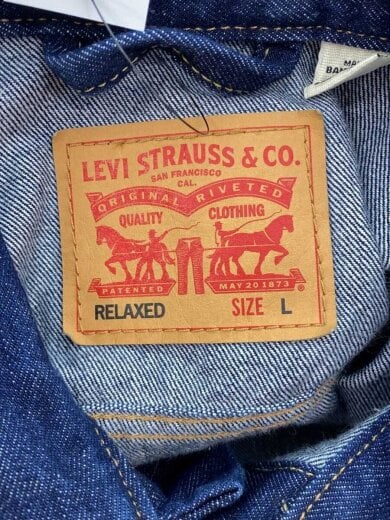 LEVI STRAUSS & CO.
SAN FRANCISCO
CAL.
ORIGINAL RIVETED
QUALITY CLOTHING
PATENTED MAY 20 1873
RELAXED SIZE L